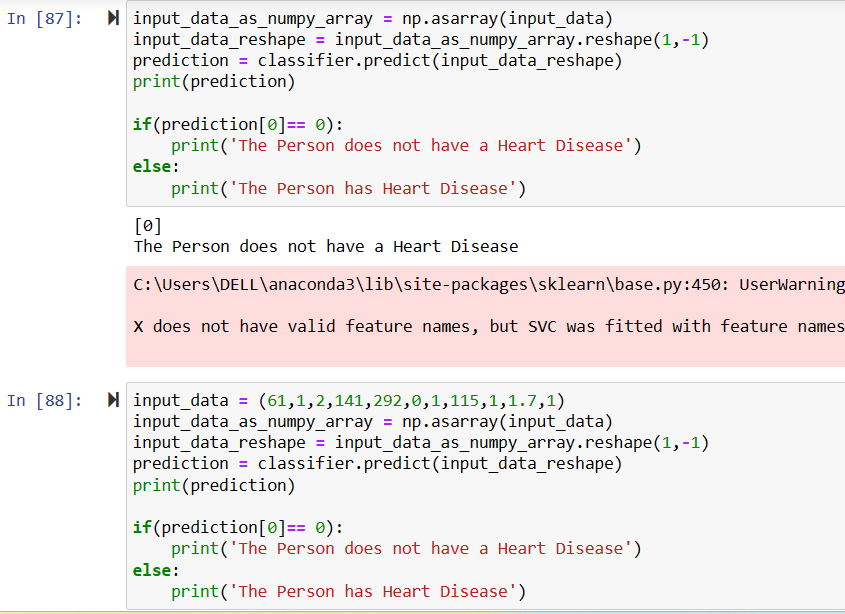 In [87]:
input_data_as_numpy_array = np.asarray(input_data)
input_data_reshape = input_data_as_numpy_array.reshape(1,-1)
prediction = classifier.predict(input_data_reshape)
print(prediction)
if(prediction[0]== 0):
    print('The Person does not have a Heart Disease')
else:
    print('The Person has Heart Disease')
[0]
The Person does not have a Heart Disease
C:\Users\DELL\anaconda3\lib\site-packages\sklearn\base.py:450: UserWarning
X does not have valid feature names, but SVC was fitted with feature names
In [88]:
input_data = (61,1,2,141,292,0,1,115,1,1.7,1)
input_data_as_numpy_array = np.asarray(input_data)
input_data_reshape = input_data_as_numpy_array.reshape(1,-1)
prediction = classifier.predict(input_data_reshape)
print(prediction)
if(prediction[0]== 0):
    print('The Person does not have a Heart Disease')
else:
    print('The Person has Heart Disease')